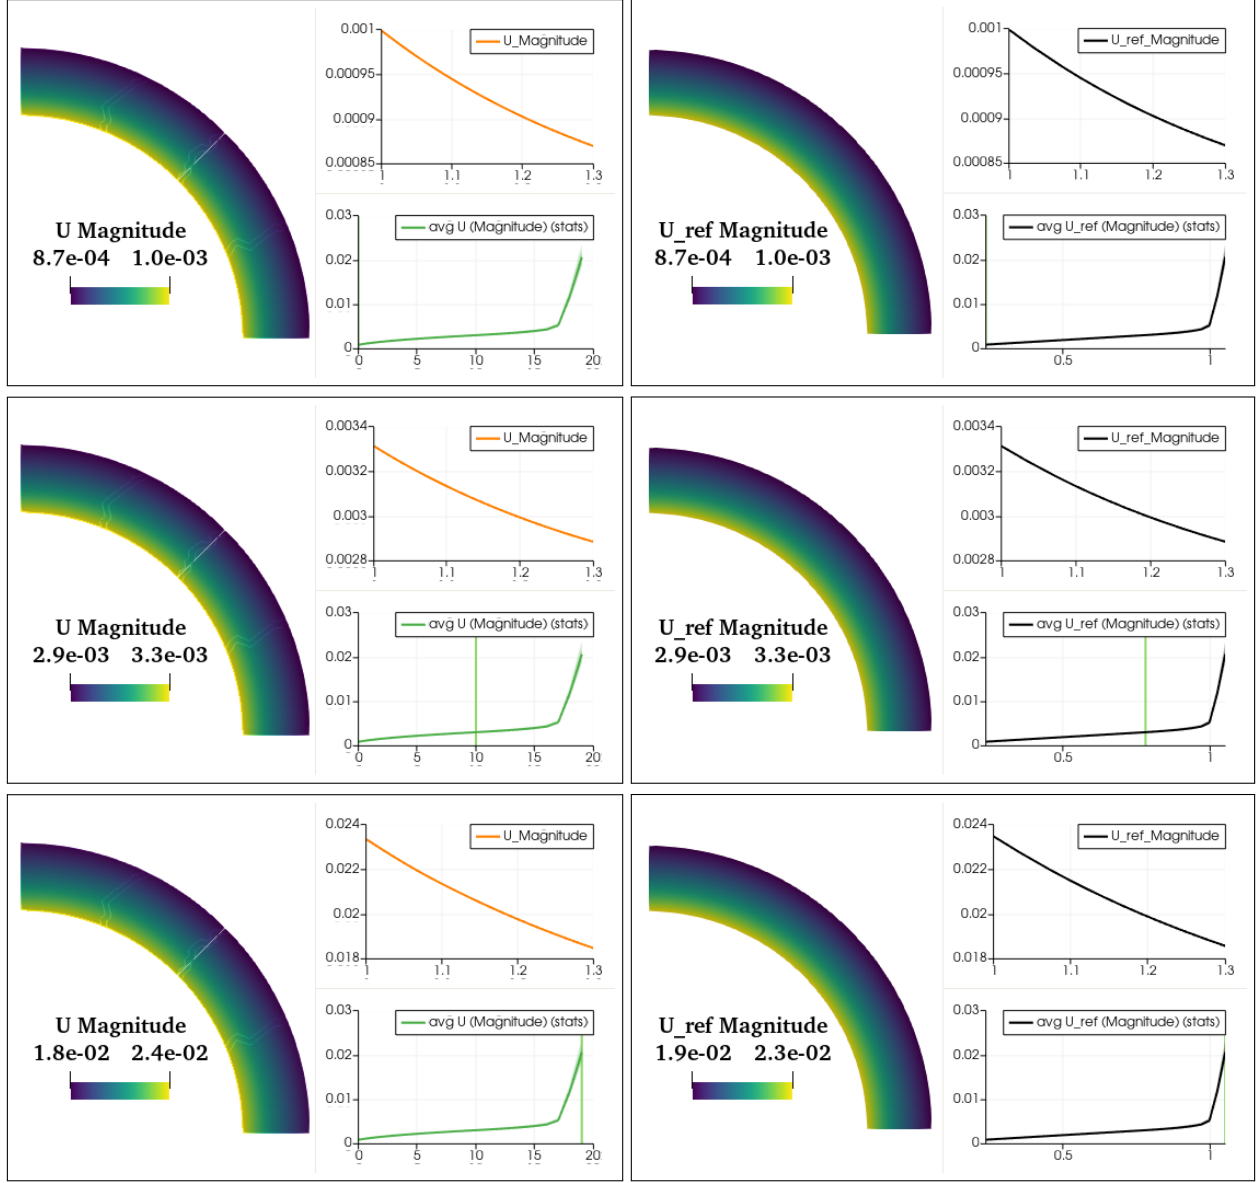 0.001
U_Magnitude
0.00095
0.0009
0.00085
1 1.1 1.2 1.3
U Magnitude
8.7e-04 1.0e-03
0.03
avg U (Magnitude) (stats)
0.02
0.01
0
0 5 10 15 20
0.001
U_ref_Magnitude
0.00095
0.0009
0.00085
1 1.1 1.2 1.3
U_ref Magnitude
8.7e-04 1.0e-03
0.03
avg U_ref (Magnitude) (stats)
0.02
0.01
0
0.5 1
0.0034
U_Magnitude
0.0032
0.003
0.0028
1 1.1 1.2 1.3
U Magnitude
2.9e-03 3.3e-03
0.03
avg U (Magnitude) (stats)
0.02
0.01
0
0 5 10 15 20
0.0034
U_ref_Magnitude
0.0032
0.003
0.0028
1 1.1 1.2 1.3
U_ref Magnitude
2.9e-03 3.3e-03
0.03
avg U_ref (Magnitude) (stats)
0.02
0.01
0
0.5 1
0.024
U_Magnitude
0.022
0.02
0.018
1 1.1 1.2 1.3
U Magnitude
1.8e-02 2.4e-02
0.03
avg U (Magnitude) (stats)
0.02
0.01
0
0 5 10 15 20
0.024
U_ref_Magnitude
0.022
0.02
0.018
1 1.1 1.2 1.3
U_ref Magnitude
1.9e-02 2.3e-02
0.03
avg U_ref (Magnitude) (stats)
0.02
0.01
0
0.5 1